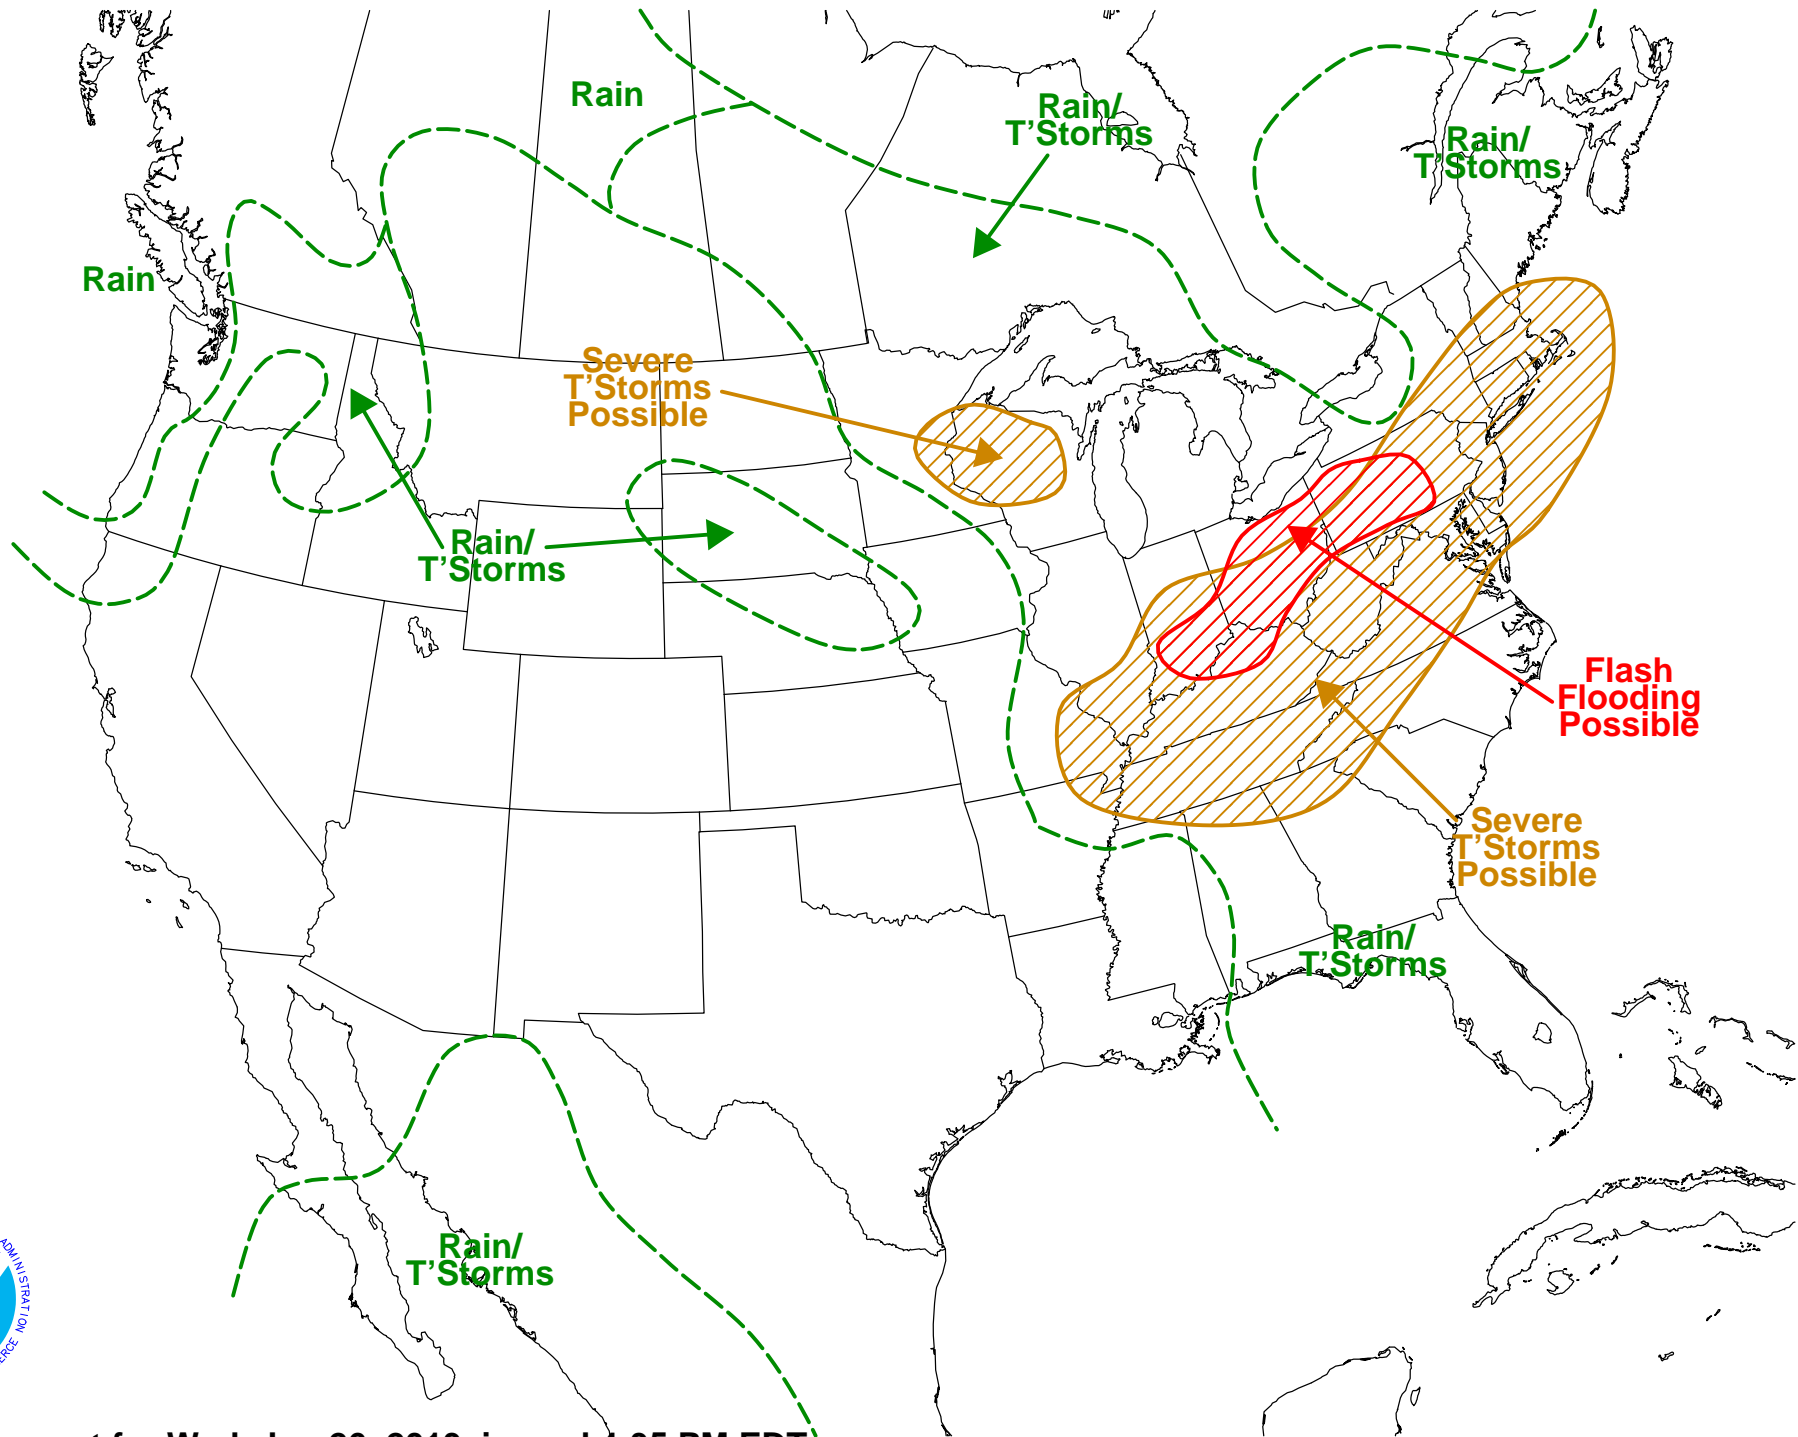 Rain
Rain/
T'Storms
Rain/
T'Storms
Rain
Severe
T'Storms
Possible
Rain/
T'Storms
Flash
Flooding
Possible
Severe
T'Storms
Possible
Rain/
T'Storms
Rain/
T'Storms
ADMINISTRATION